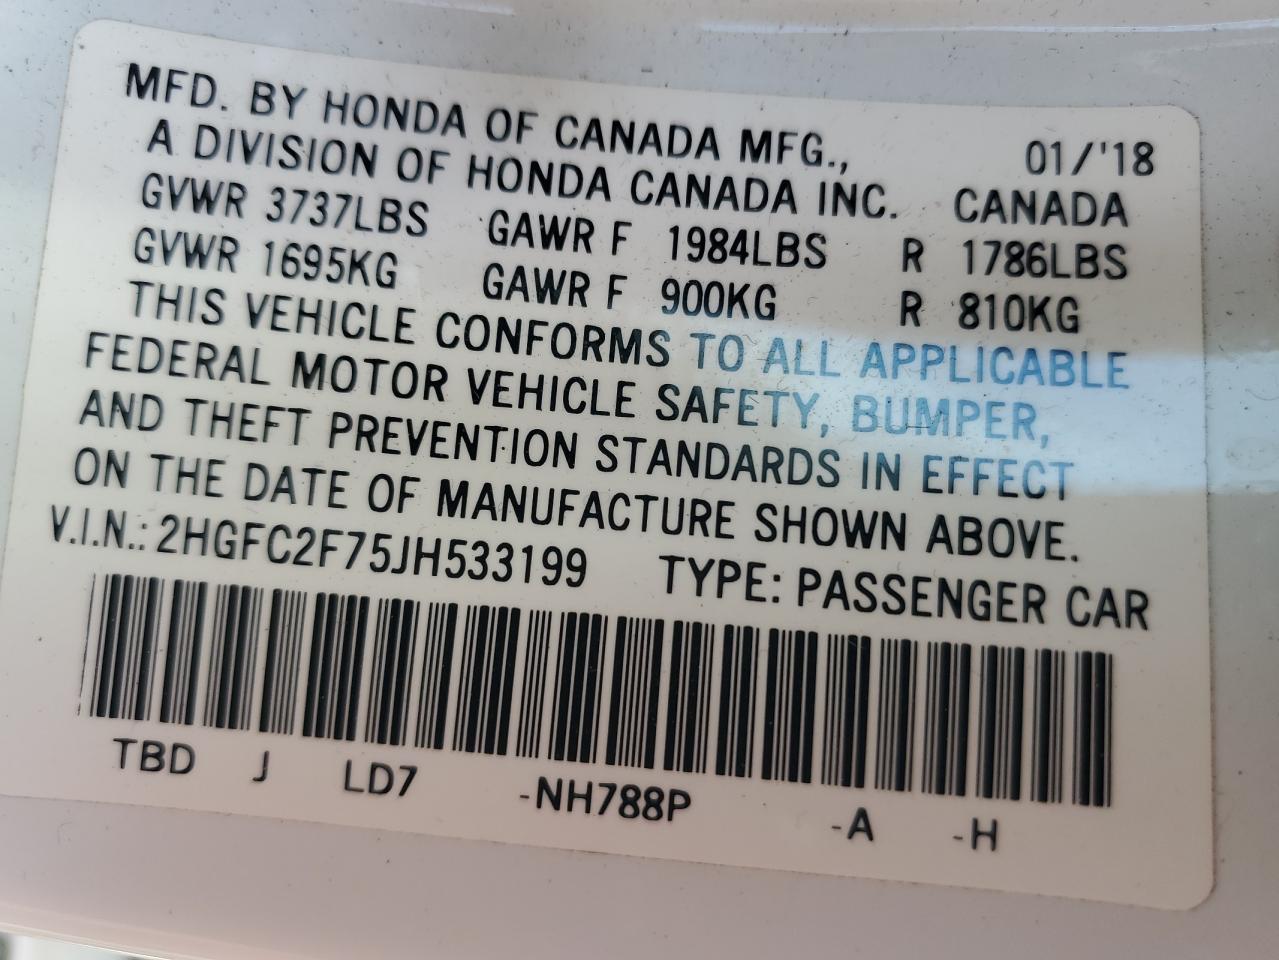 MFD. BY HONDA OF CANADA MFG., 01/'18
A DIVISION OF HONDA CANADA INC. CANADA
GVWR 3737LBS GAWR F 1984LBS R 1786LBS
GVWR 1695KG GAWR F 900KG R 810KG
THIS VEHICLE CONFORMS TO ALL APPLICABLE
FEDERAL MOTOR VEHICLE SAFETY, BUMPER,
AND THEFT PREVENTION STANDARDS IN EFFECT
ON THE DATE OF MANUFACTURE SHOWN ABOVE.
V.I.N.: 2HGFC2F75JH533199 TYPE: PASSENGER CAR
TBD J LD7 -NH788P -A -H